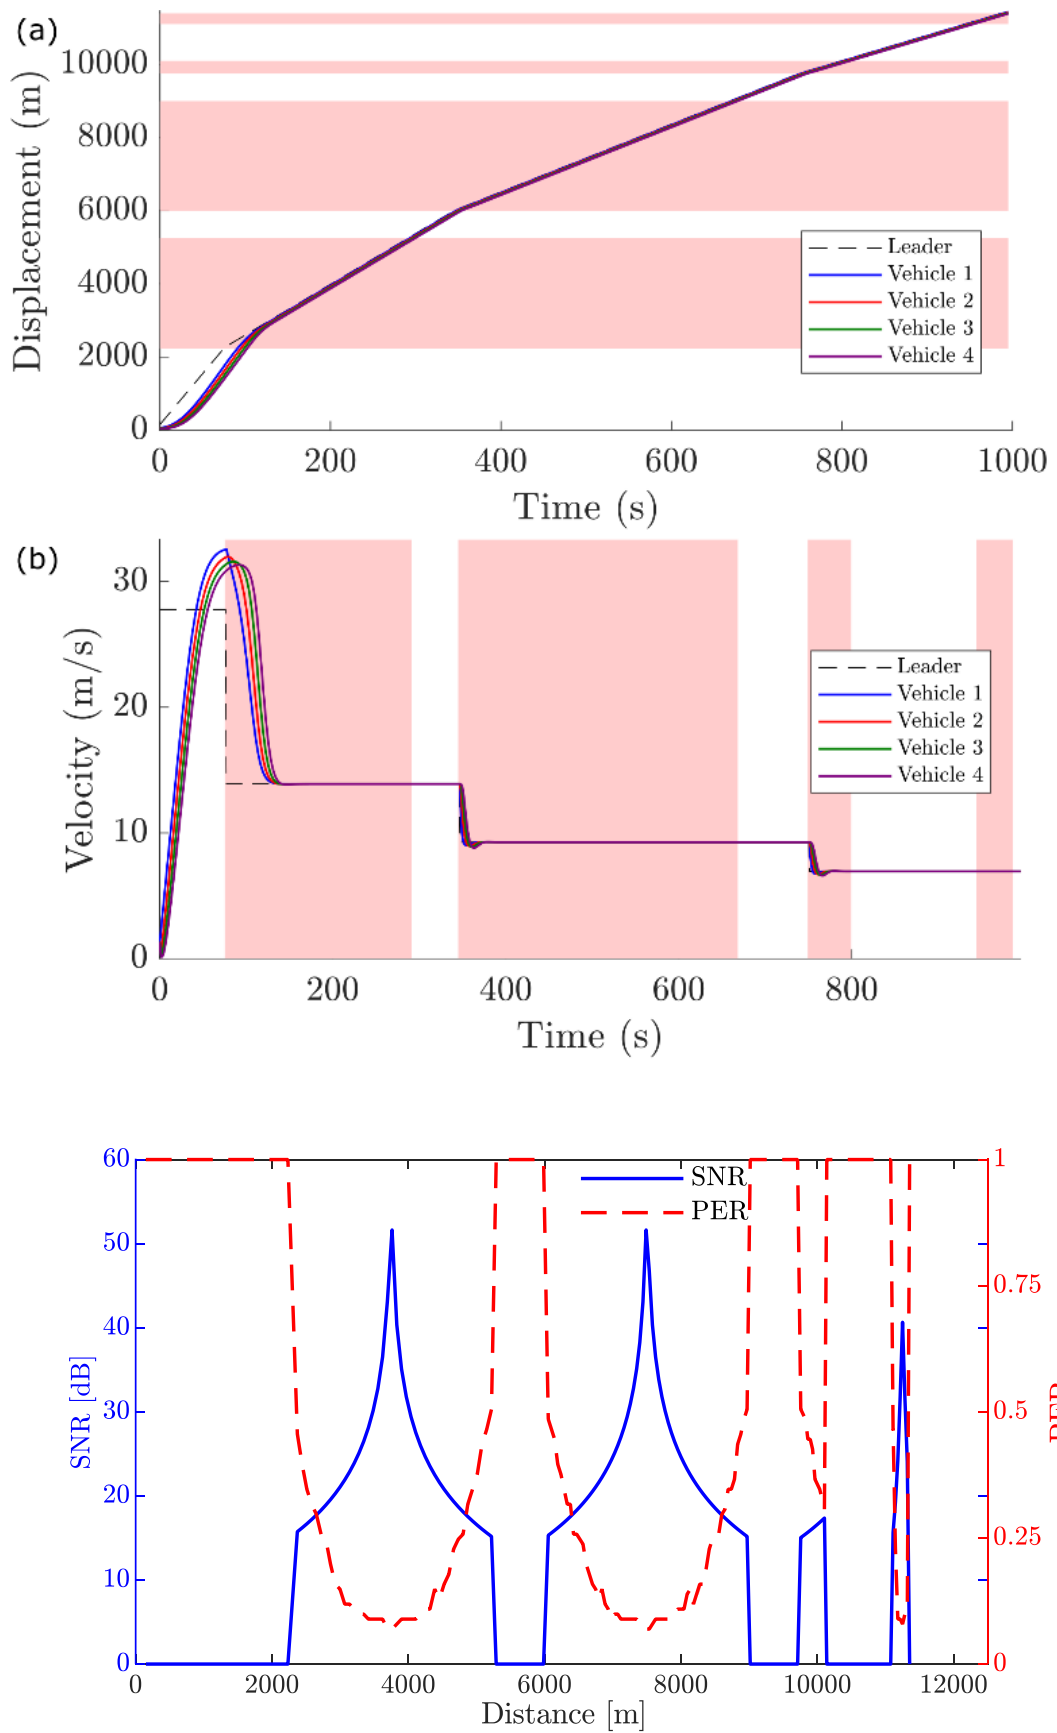 (a)
Displacement (m)
10000
8000
6000
4000
2000
0
Leader
Vehicle 1
Vehicle 2
Vehicle 3
Vehicle 4
0 200 400 600 800 1000
Time (s)
(b)
Velocity (m/s)
30
20
10
0
Leader
Vehicle 1
Vehicle 2
Vehicle 3
Vehicle 4
0 200 400 600 800
Time (s)
SNR [dB]
60
50
40
30
20
10
0
SNR
PER
1
0.75
0.5
0.25
0
PER
0 2000 4000 6000 8000 10000 12000
Distance [m]